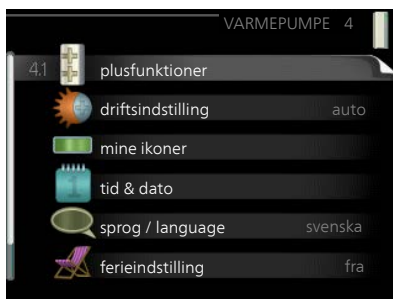 VARMEPUMPE 4
4.1 plusfunktioner
driftsindstilling auto
mine ikoner
tid & dato
sprog / language svenska
ferieindstilling fra